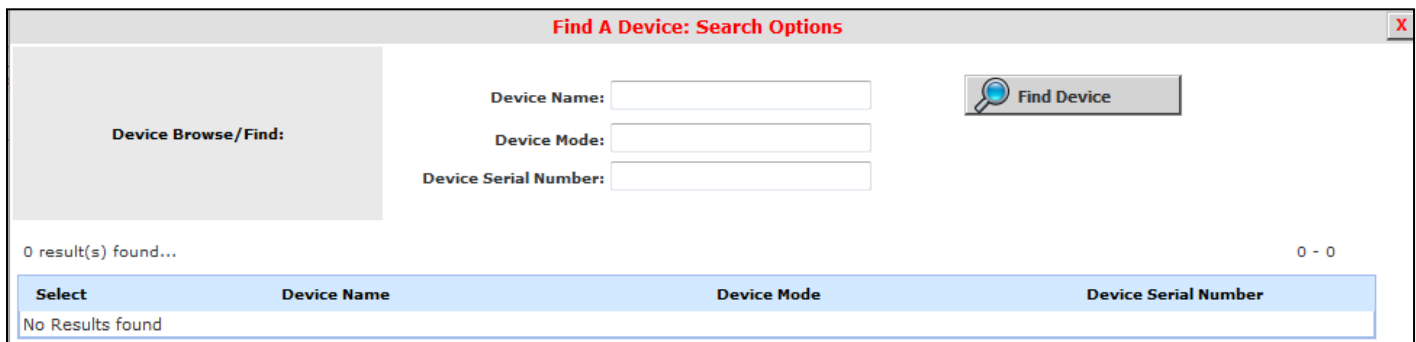 Find A Device: Search Options X
Device Browse/Find:
Device Name:
Find Device
Device Mode:
Device Serial Number:
0 result(s) found... 0 - 0
Select Device Name Device Mode Device Serial Number
No Results found